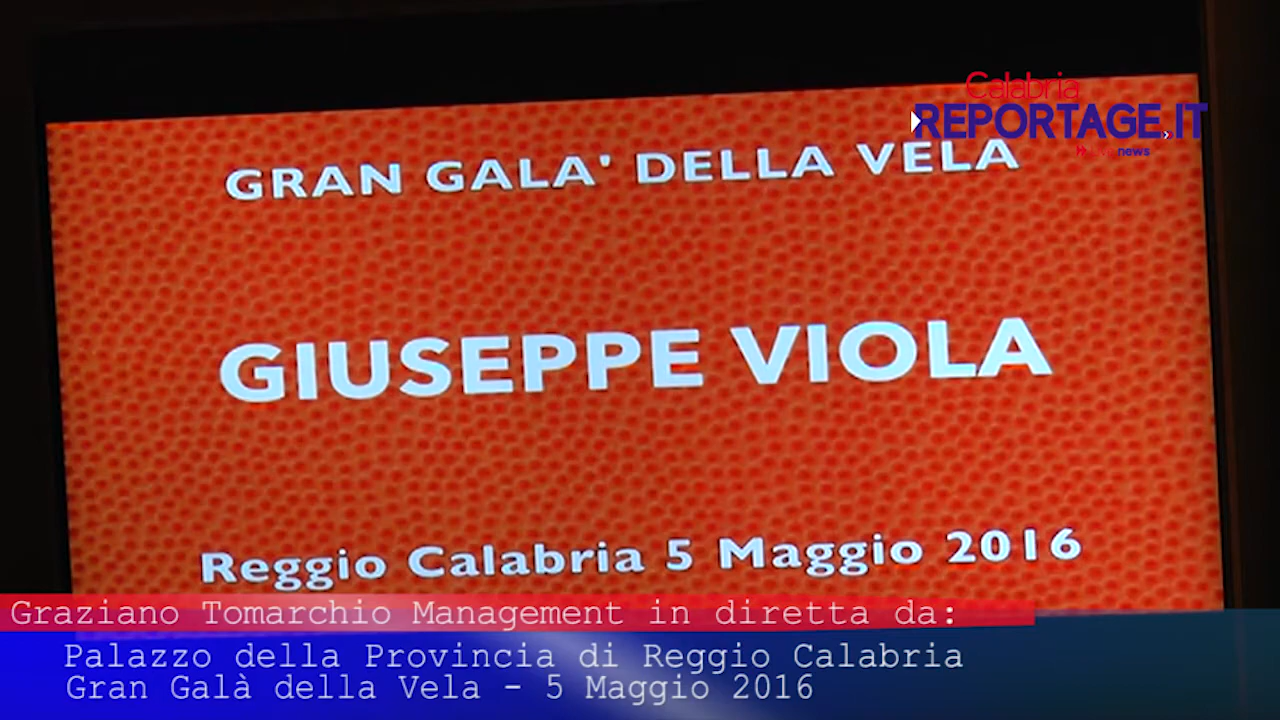 Calabria
REPORTAGE.IT
news
GRAN GALA' DELLA VELA
GIUSEPPE VIOLA
Reggio Calabria 5 Maggio 2016
Graziano Tomarchio Management in diretta da:
Palazzo della Provincia di Reggio Calabria
Gran Galà della Vela - 5 Maggio 2016